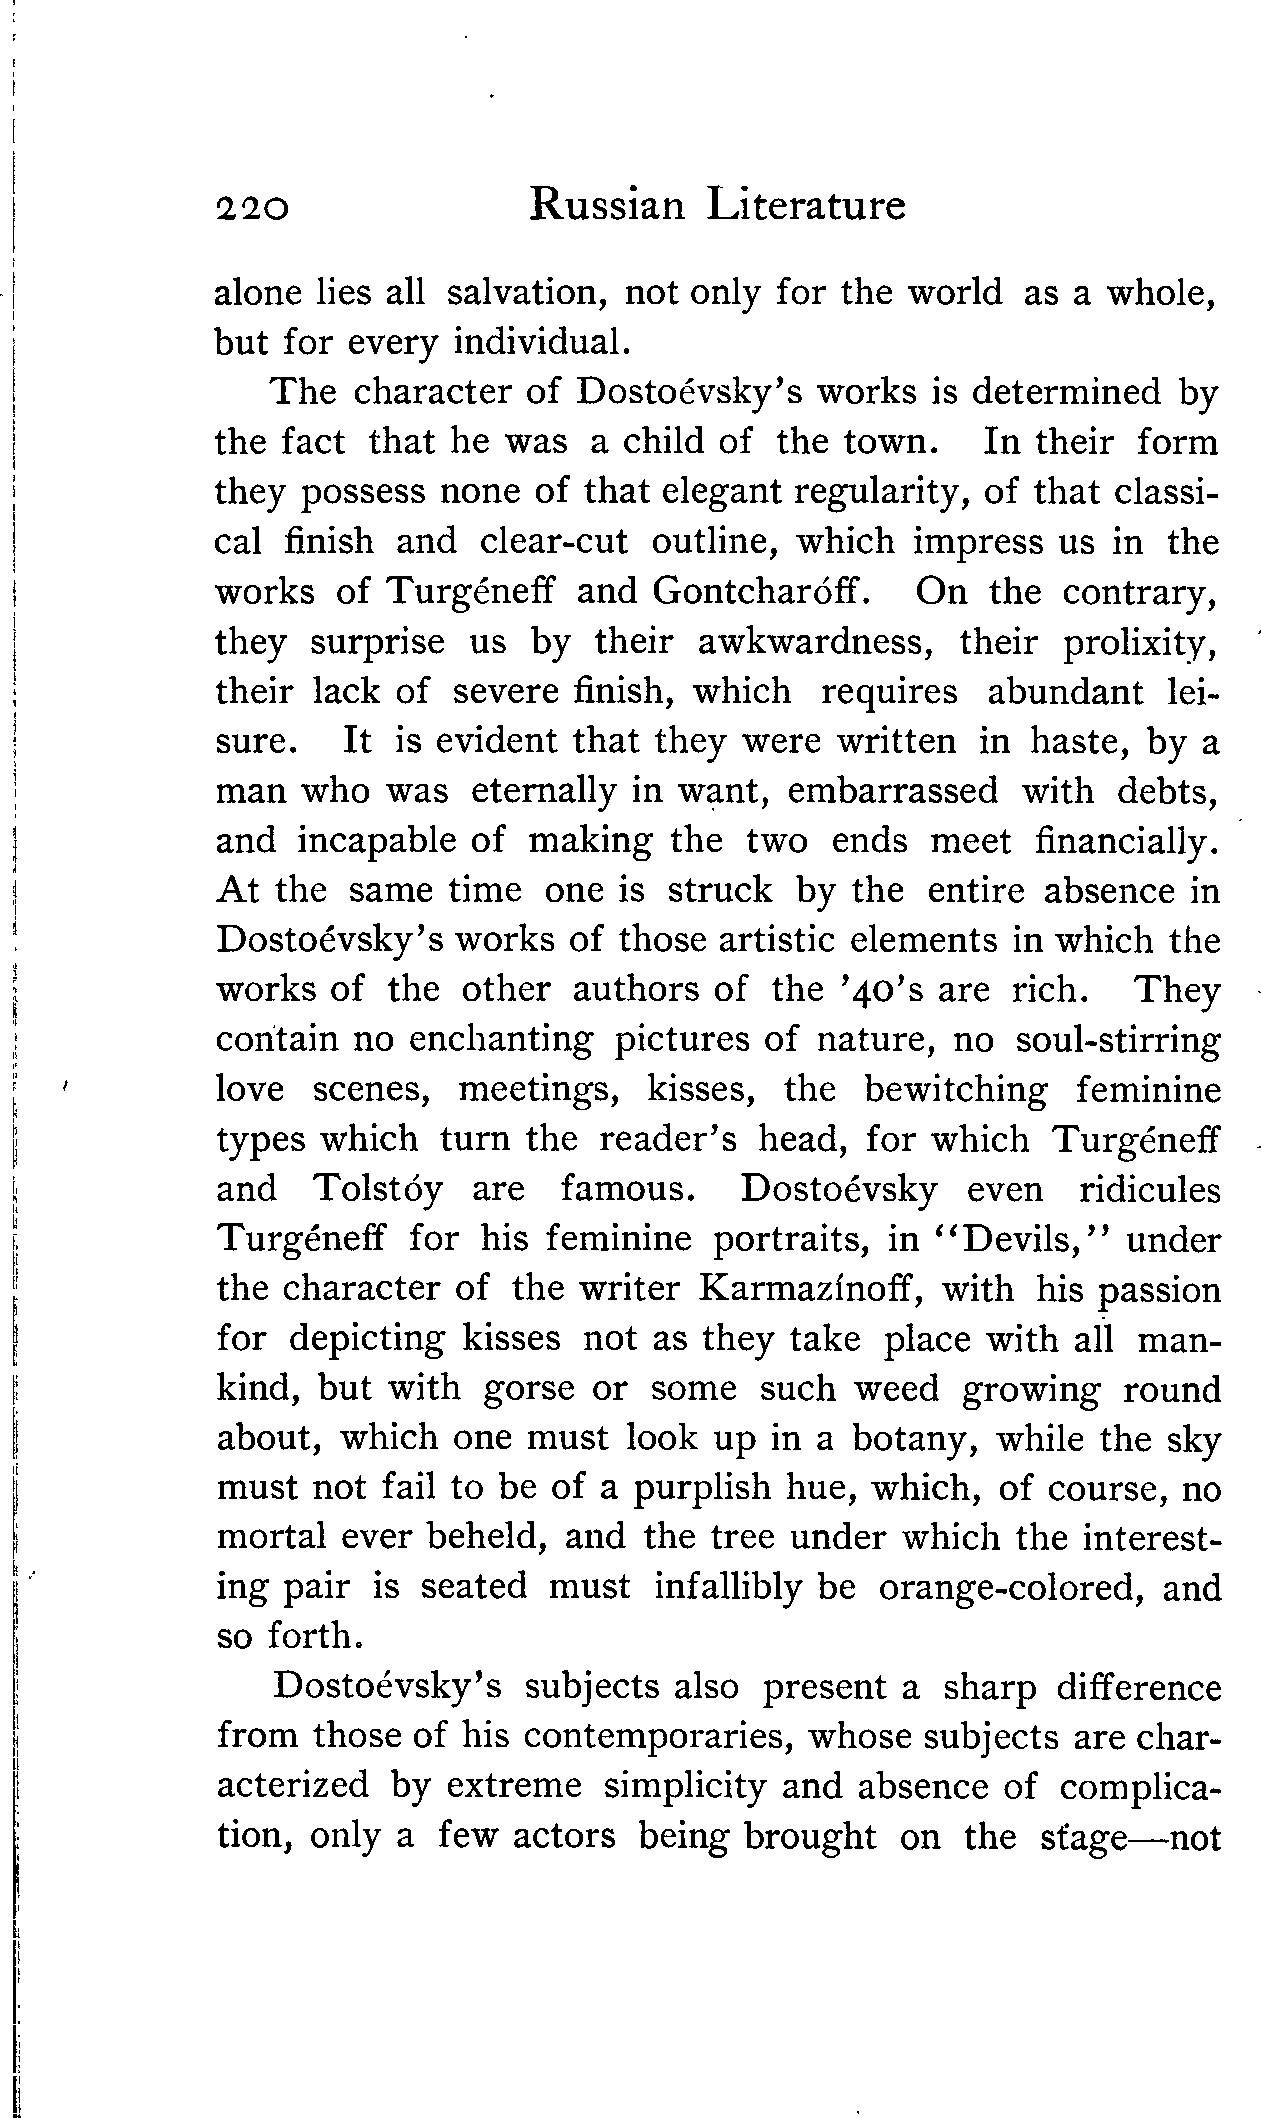 220 Russian Literature
alone lies all salvation, not only for the world as a whole,
but for every individual.
The character of Dostoévsky's works is determined by
the fact that he was a child of the town. In their form
they possess none of that elegant regularity, of that classi-
cal finish and clear-cut outline, which impress us in the
works of Turgéneff and Gontcharóff. On the contrary,
they surprise us by their awkwardness, their prolixity,
their lack of severe finish, which requires abundant lei-
sure. It is evident that they were written in haste, by a
man who was eternally in want, embarrassed with debts,
and incapable of making the two ends meet financially.
At the same time one is struck by the entire absence in
Dostoévsky's works of those artistic elements in which the
works of the other authors of the '40's are rich. They
contain no enchanting pictures of nature, no soul-stirring
love scenes, meetings, kisses, the bewitching feminine
types which turn the reader's head, for which Turgéneff
and Tolstóy are famous. Dostoévsky even ridicules
Turgéneff for his feminine portraits, in "Devils," under
the character of the writer Karmazínoff, with his passion
for depicting kisses not as they take place with all man-
kind, but with gorse or some such weed growing round
about, which one must look up in a botany, while the sky
must not fail to be of a purplish hue, which, of course, no
mortal ever beheld, and the tree under which the interest-
ing pair is seated must infallibly be orange-colored, and
so forth.
Dostoévsky's subjects also present a sharp difference
from those of his contemporaries, whose subjects are char-
acterized by extreme simplicity and absence of complica-
tion, only a few actors being brought on the stage—not